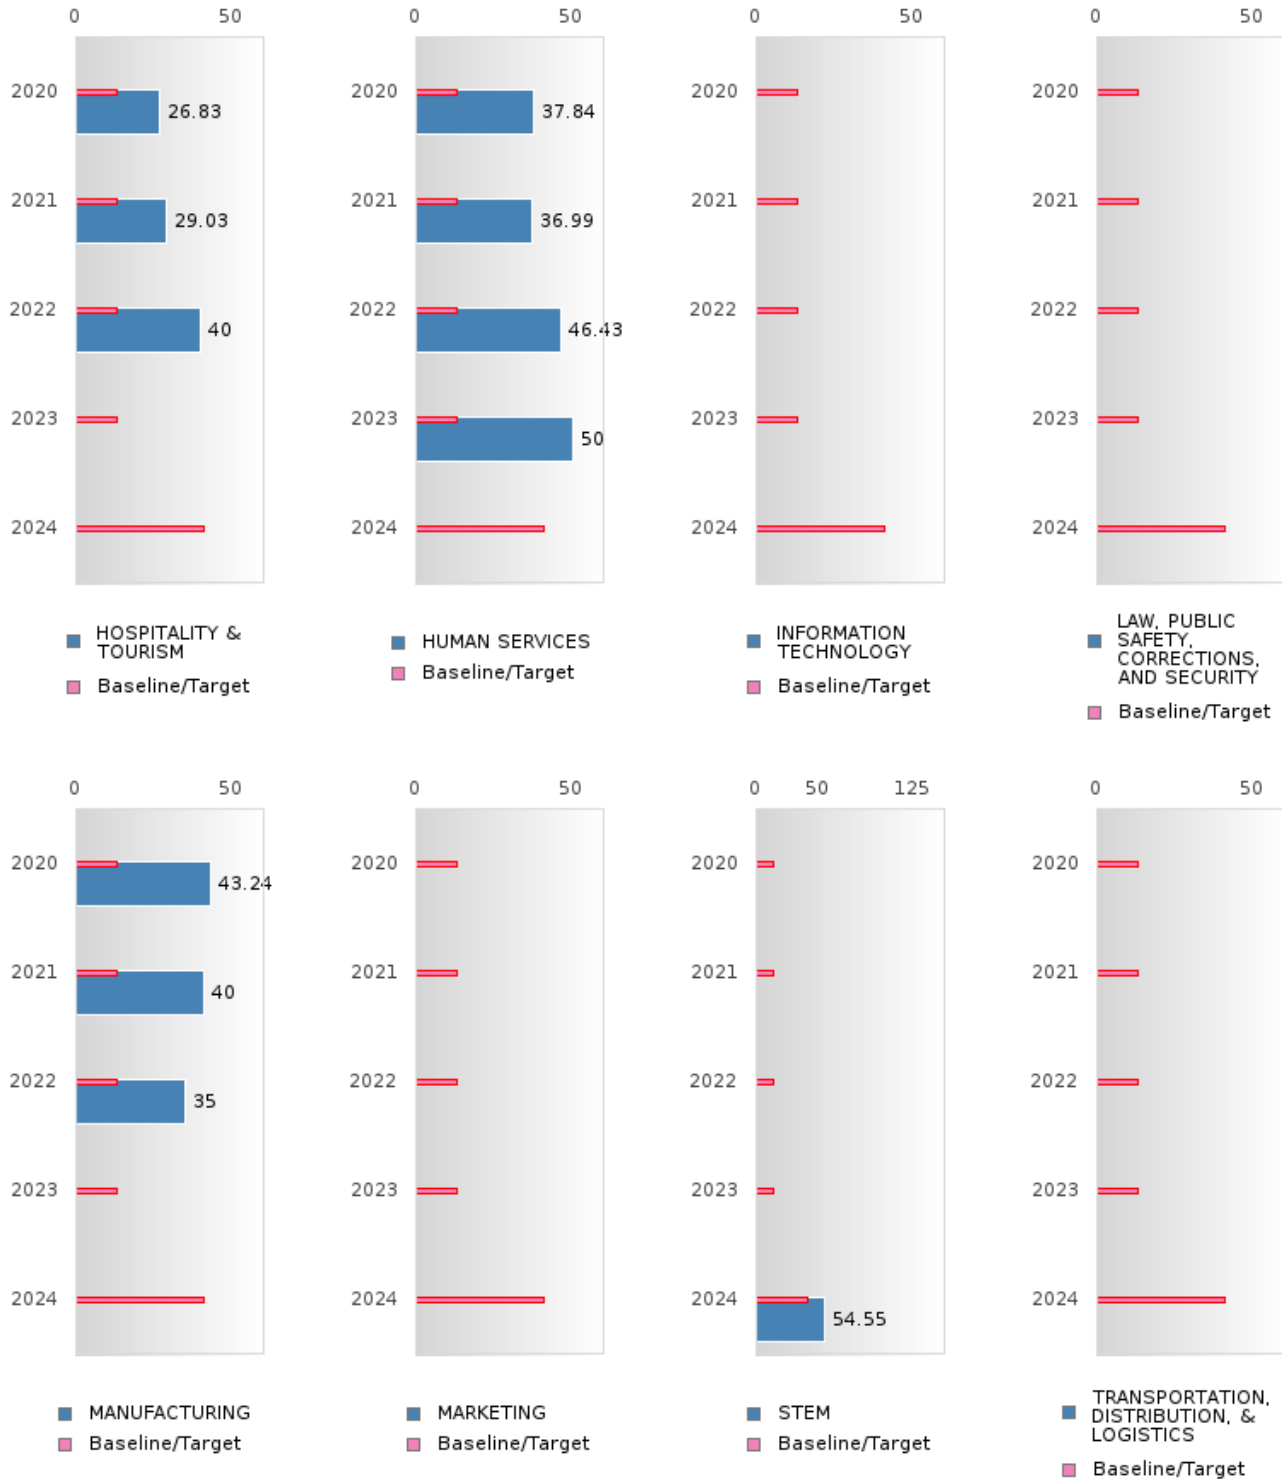 0 50
2020 26.83
2021 29.03
2022 40
2023
2024
HOSPITALITY &
TOURISM
Baseline/Target
0 50
2020 37.84
2021 36.99
2022 46.43
2023 50
2024
HUMAN SERVICES
Baseline/Target
0 50
2020
2021
2022
2023
2024
INFORMATION
TECHNOLOGY
Baseline/Target
0 50
2020
2021
2022
2023
2024
LAW, PUBLIC
SAFETY,
CORRECTIONS,
AND SECURITY
Baseline/Target
0 50
2020 43.24
2021 40
2022 35
2023
2024
MANUFACTURING
Baseline/Target
0 50
2020
2021
2022
2023
2024
MARKETING
Baseline/Target
0 50 125
2020
2021
2022
2023
2024 54.55
STEM
Baseline/Target
0 50
2020
2021
2022
2023
2024
TRANSPORTATION,
DISTRIBUTION, &
LOGISTICS
Baseline/Target